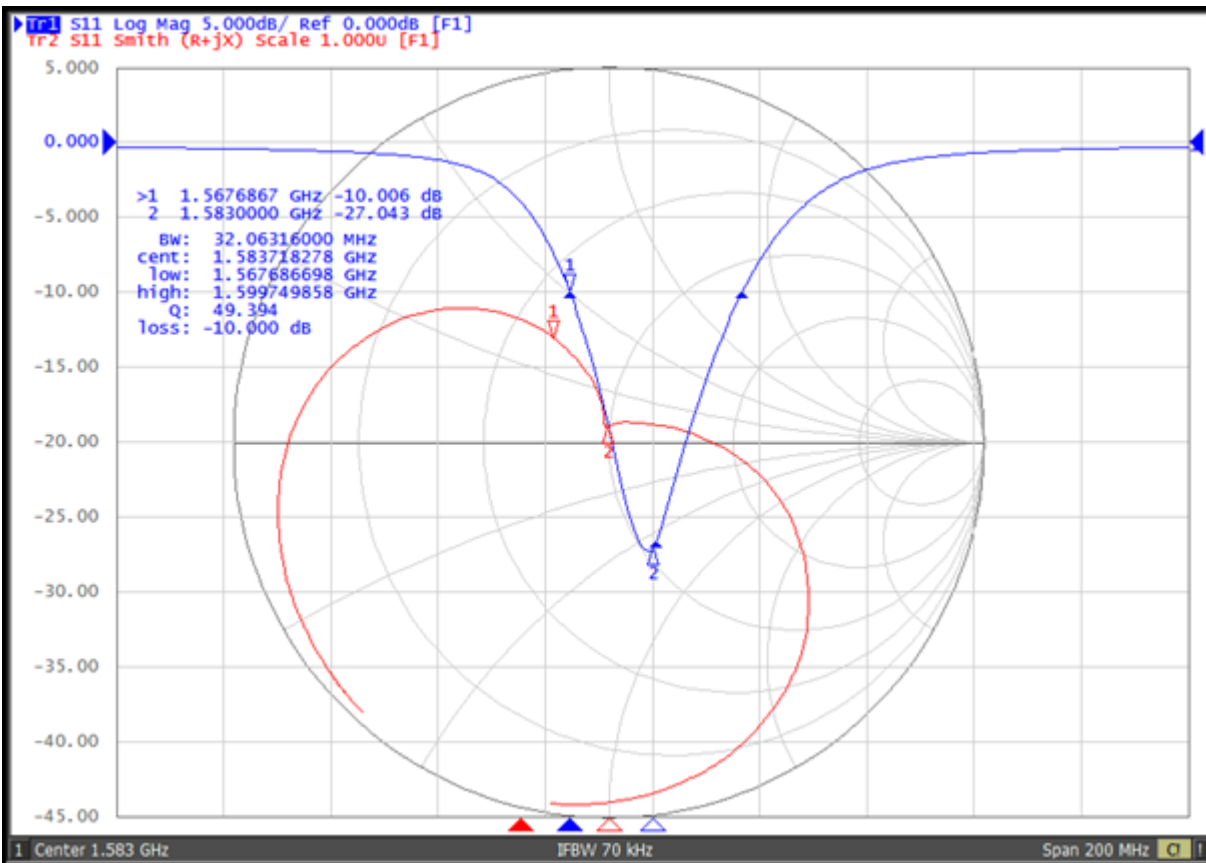 Tr1 S11 Log Mag 5.000dB/ Ref 0.000dB [F1]
Tr2 S11 Smith (R+jX) Scale 1.000U [F1]
5.000
0.000
>1 1.5676867 GHz -10.006 dB
2 1.5830000 GHz -27.043 dB
-5.000
BW: 32.06316000 MHz
cent: 1.583718278 GHz
low: 1.567686698 GHz
high: 1.599749858 GHz
Q: 49.394
loss: -10.000 dB
1
-10.00
1
-15.00
-20.00
2
-25.00
2
-30.00
-35.00
-40.00
-45.00
1 Center 1.583 GHz IFBW 70 kHz Span 200 MHz C! !